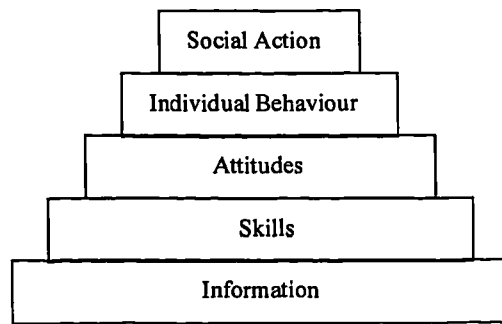 Social Action
Individual Behaviour
Attitudes
Skills
Information